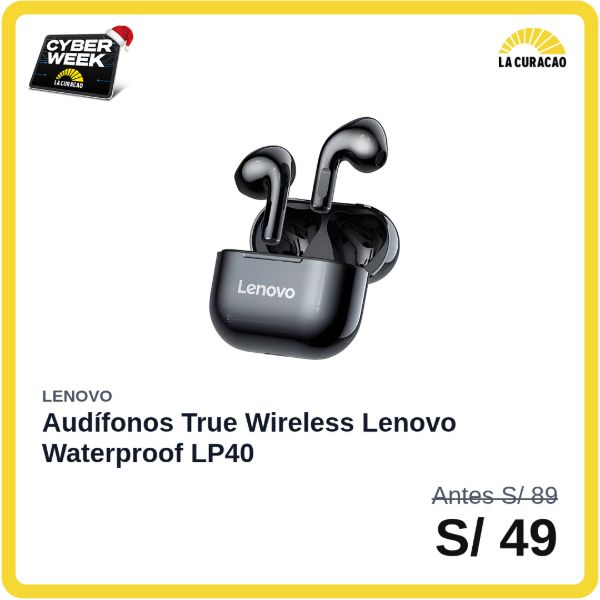 CYBER
WEEK
LA CURACAO
LA CURACAO
Lenovo
LENOVO
Audífonos True Wireless Lenovo
Waterproof LP40
Antes S/ 89
S/ 49